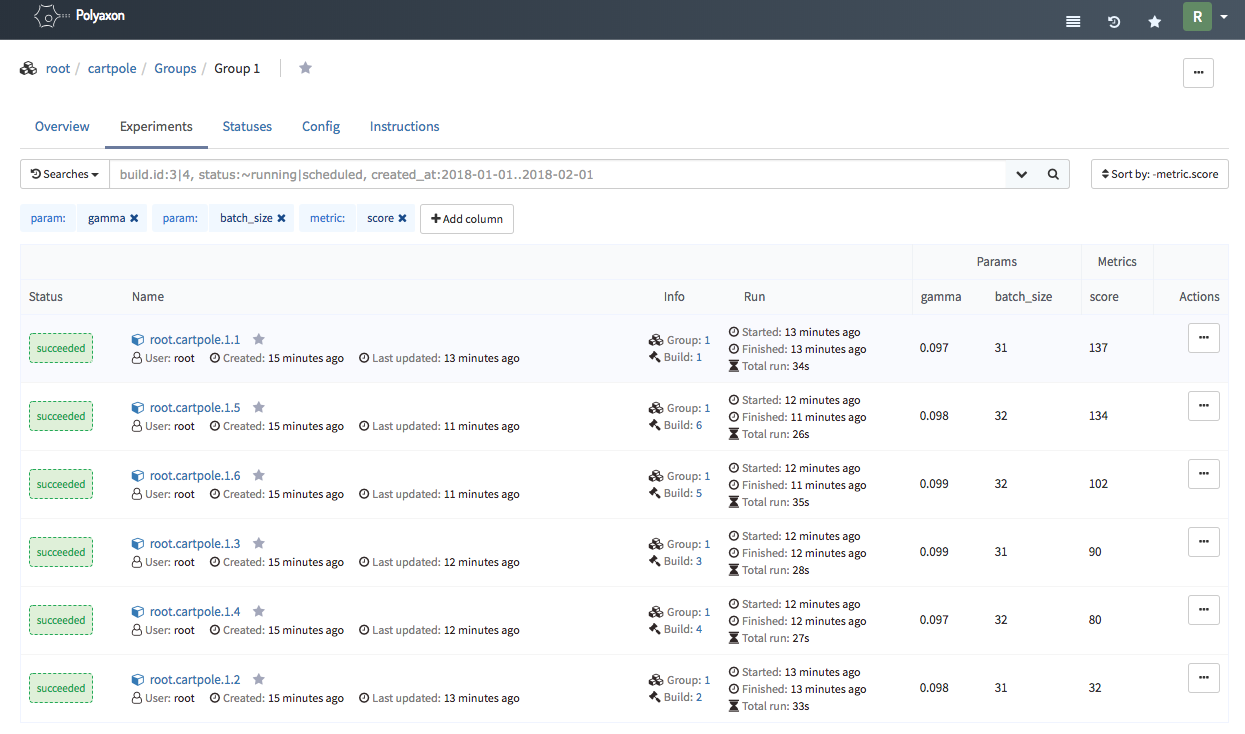 Polyaxon
R
root / cartpole / Groups / Group 1
Overview Experiments Statuses Config Instructions
Searches build.id:3|4, status:~running|scheduled, created_at:2018-01-01..2018-02-01 Sort by: -metric.score
param: gamma param: batch_size metric: score Add column
Params Metrics
Status Name Info Run gamma batch_size score Actions
succeeded root.cartpole.1.1 Group: 1 Started: 13 minutes ago 0.097 31 137
User: root Created: 15 minutes ago Last updated: 13 minutes ago Build: 1 Finished: 13 minutes ago
Total run: 34s
succeeded root.cartpole.1.5 Group: 1 Started: 12 minutes ago 0.098 32 134
User: root Created: 15 minutes ago Last updated: 11 minutes ago Build: 6 Finished: 11 minutes ago
Total run: 26s
succeeded root.cartpole.1.6 Group: 1 Started: 12 minutes ago 0.099 32 102
User: root Created: 15 minutes ago Last updated: 11 minutes ago Build: 5 Finished: 11 minutes ago
Total run: 35s
succeeded root.cartpole.1.3 Group: 1 Started: 12 minutes ago 0.099 31 90
User: root Created: 15 minutes ago Last updated: 12 minutes ago Build: 3 Finished: 12 minutes ago
Total run: 28s
succeeded root.cartpole.1.4 Group: 1 Started: 12 minutes ago 0.097 32 80
User: root Created: 15 minutes ago Last updated: 12 minutes ago Build: 4 Finished: 12 minutes ago
Total run: 27s
succeeded root.cartpole.1.2 Group: 1 Started: 13 minutes ago 0.098 31 32
User: root Created: 15 minutes ago Last updated: 13 minutes ago Build: 2 Finished: 13 minutes ago
Total run: 33s